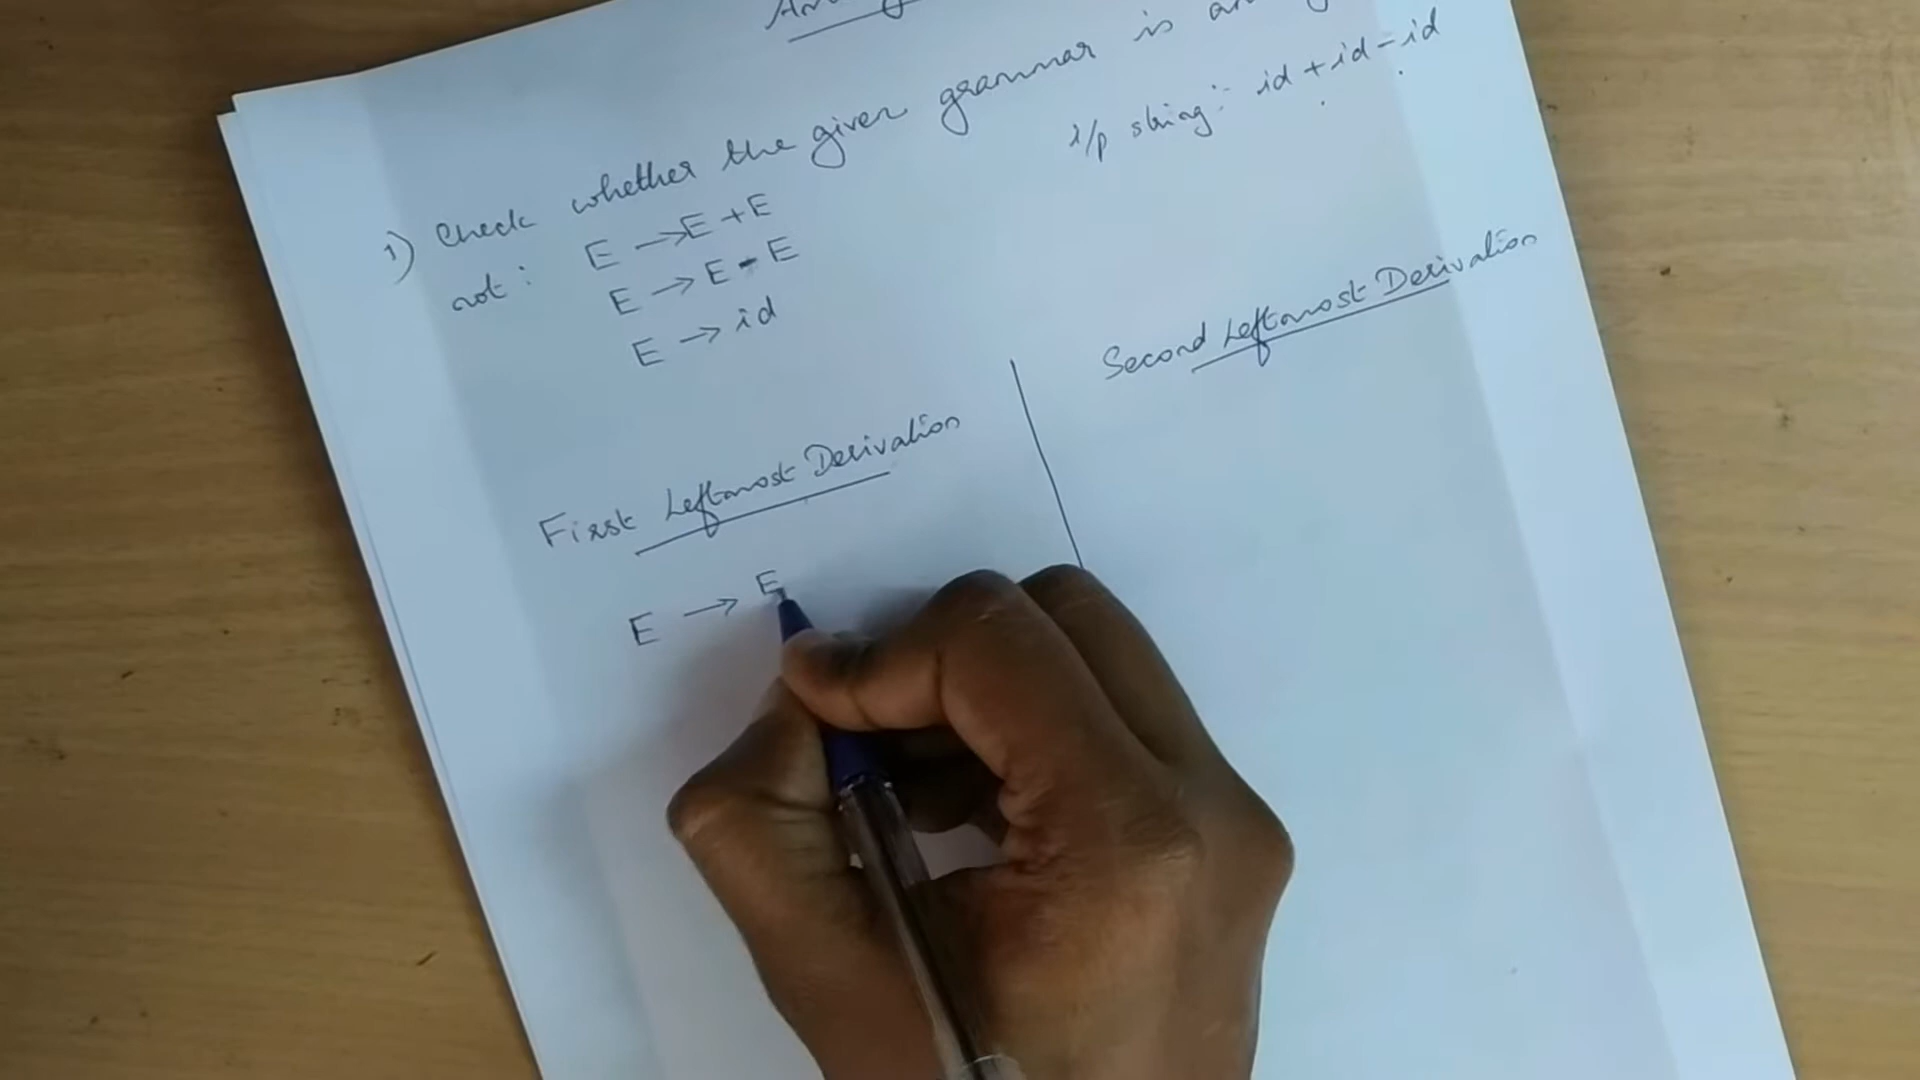 1) Check whether the given grammar is
not : E → E + E
E → E - E
E → id
i/p string :- id + id - id
First Leftmost Derivation
E → E
Second Leftmost Derivation